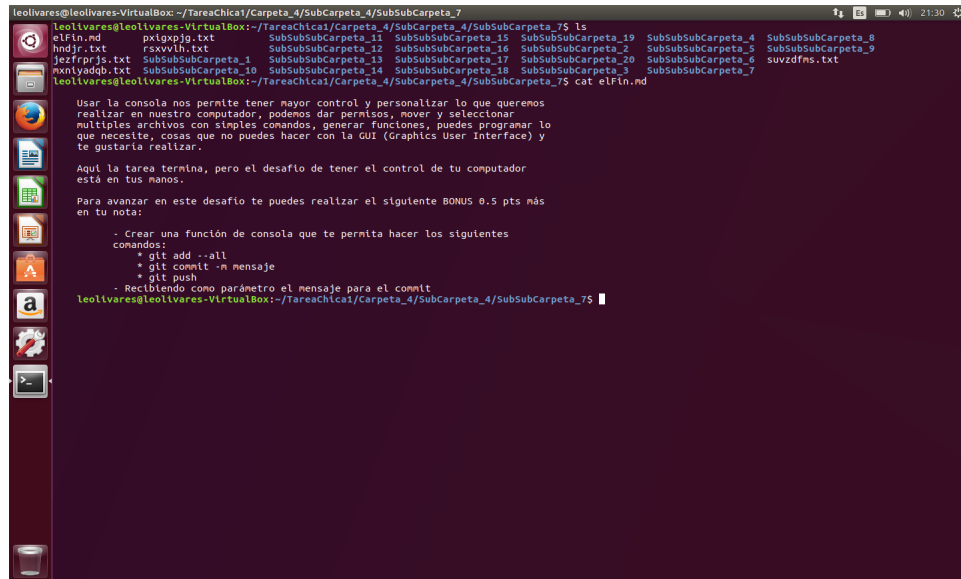 leolivares@leolivares-VirtualBox: ~/TareaChica1/Carpeta_4/SubCarpeta_4/SubSubCarpeta_7
Es 21:30
leolivares@leolivares-VirtualBox:~/TareaChica1/Carpeta_4/SubCarpeta_4/SubSubCarpeta_7$ ls
elFin.md pxigxpjg.txt SubSubSubCarpeta_11 SubSubSubCarpeta_15 SubSubSubCarpeta_19 SubSubSubCarpeta_4 SubSubSubCarpeta_8
hndjr.txt rsxvvlh.txt SubSubSubCarpeta_12 SubSubSubCarpeta_16 SubSubSubCarpeta_2 SubSubSubCarpeta_5 SubSubSubCarpeta_9
jezfrprjs.txt SubSubSubCarpeta_1 SubSubSubCarpeta_13 SubSubSubCarpeta_17 SubSubSubCarpeta_20 SubSubSubCarpeta_6 suvzdfms.txt
mxniyadqb.txt SubSubSubCarpeta_10 SubSubSubCarpeta_14 SubSubSubCarpeta_18 SubSubSubCarpeta_3 SubSubSubCarpeta_7
leolivares@leolivares-VirtualBox:~/TareaChica1/Carpeta_4/SubCarpeta_4/SubSubCarpeta_7$ cat elFin.md
Usar la consola nos permite tener mayor control y personalizar lo que queremos
realizar en nuestro computador, podemos dar permisos, mover y seleccionar
multiples archivos con simples comandos, generar funciones, puedes programar lo
que necesite, cosas que no puedes hacer con la GUI (Graphics User Interface) y
te gustaría realizar.
Aquí la tarea termina, pero el desafío de tener el control de tu computador
está en tus manos.
Para avanzar en este desafío te puedes realizar el siguiente BONUS 0.5 pts más
en tu nota:
- Crear una función de consola que te permita hacer los siguientes
comandos:
* git add --all
* git commit -m mensaje
* git push
- Recibiendo como parámetro el mensaje para el commit
leolivares@leolivares-VirtualBox:~/TareaChica1/Carpeta_4/SubCarpeta_4/SubSubCarpeta_7$